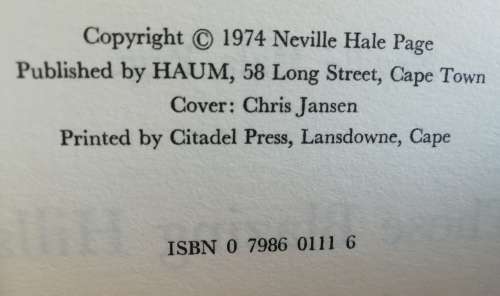 Copyright © 1974 Neville Hale Page
Published by HAUM, 58 Long Street, Cape Town
Cover: Chris Jansen
Printed by Citadel Press, Lansdowne, Cape
ISBN 0 7986 0111 6